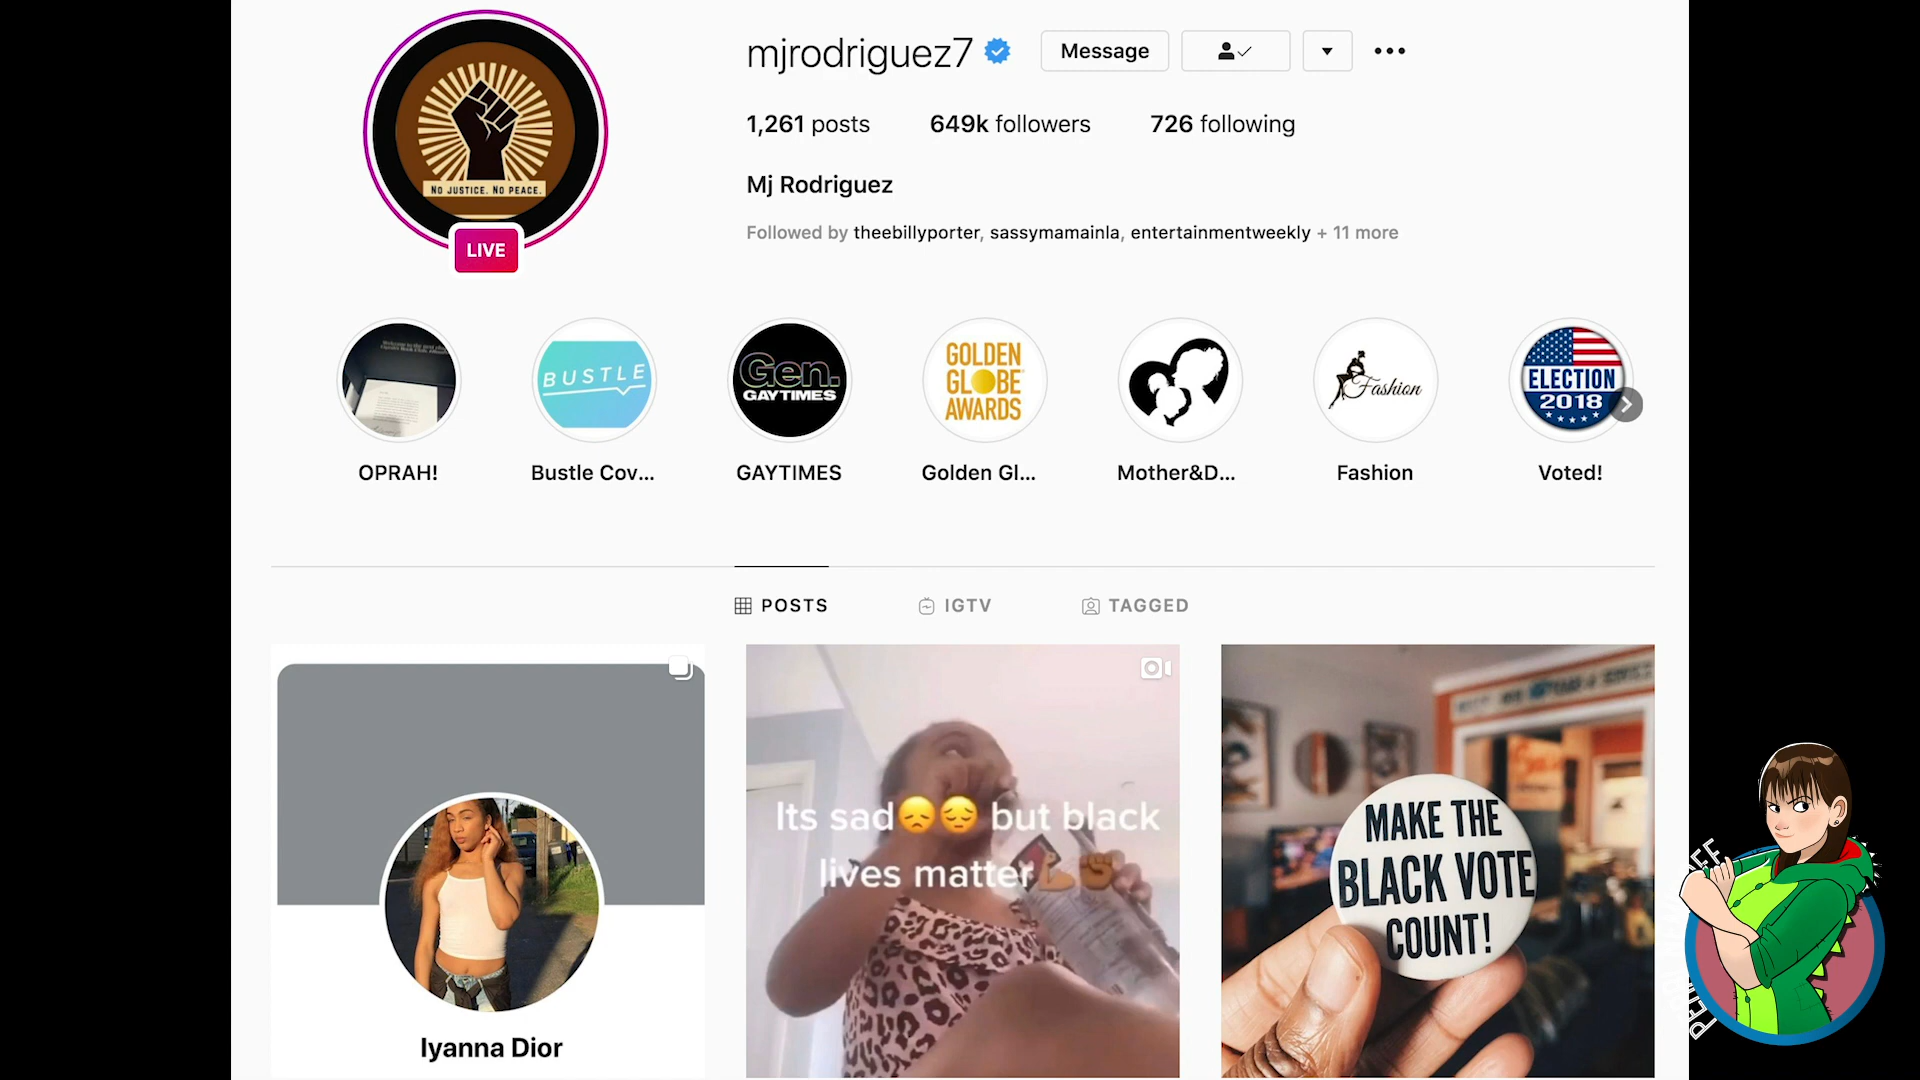 mjrodriguez7
Message
1,261 posts
649k followers
726 following
Mj Rodriguez
Followed by theebillyporter, sassymamainla, entertainmentweekly + 11 more
NO JUSTICE. NO PEACE.
LIVE
BUSTLE
Gen.
GAYTIMES
GOLDEN
GLOBE
AWARDS
Fashion
ELECTION
2018
OPRAH!
Bustle Cov...
GAYTIMES
Golden Gl...
Mother&D...
Fashion
Voted!
POSTS
IGTV
TAGGED
Iyanna Dior
Its sad😞😔 but black
lives matter
MAKE THE
BLACK VOTE
COUNT!